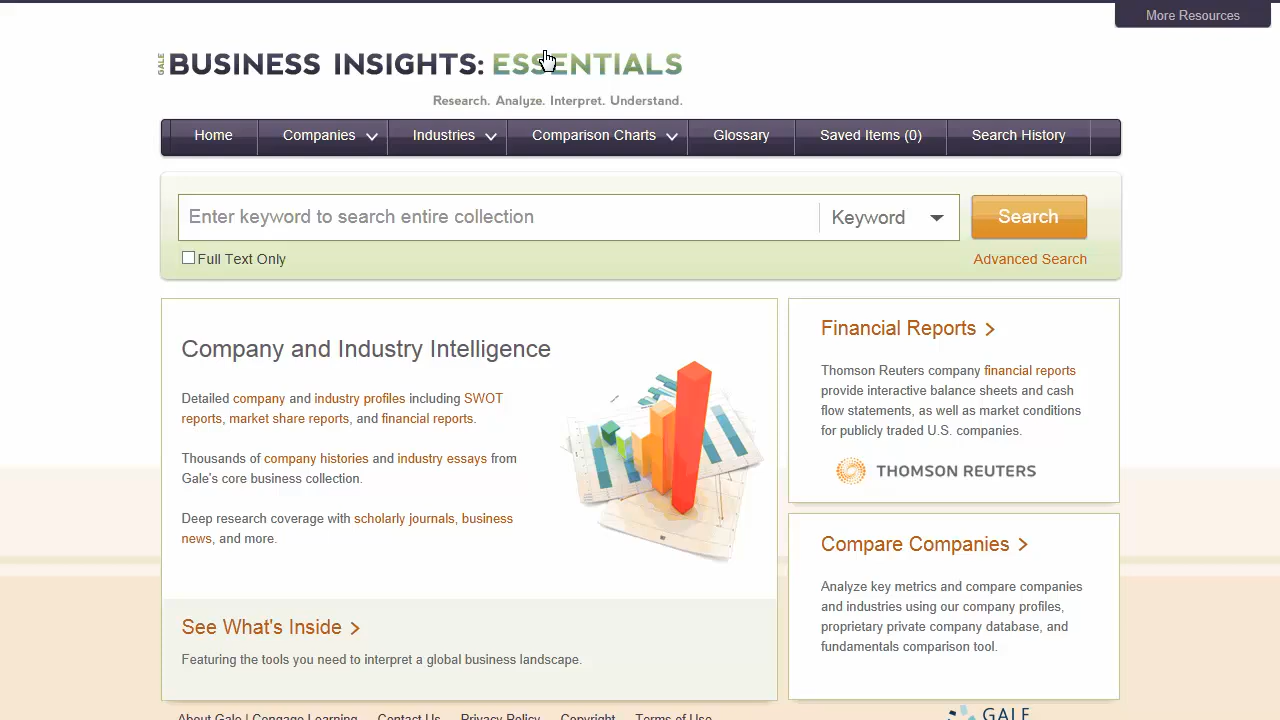 More Resources
GALE BUSINESS INSIGHTS: ESSENTIALS
Research. Analyze. Interpret. Understand.
Home Companies Industries Comparison Charts Glossary Saved Items (0) Search History
Enter keyword to search entire collection Keyword Search
Full Text Only Advanced Search
Company and Industry Intelligence
Detailed company and industry profiles including SWOT
reports, market share reports, and financial reports.
Thousands of company histories and industry essays from
Gale's core business collection.
Deep research coverage with scholarly journals, business
news, and more.
See What's Inside
Featuring the tools you need to interpret a global business landscape.
Financial Reports
Thomson Reuters company financial reports
provide interactive balance sheets and cash
flow statements, as well as market conditions
for publicly traded U.S. companies.
THOMSON REUTERS
Compare Companies
Analyze key metrics and compare companies
and industries using our company profiles,
proprietary private company database, and
fundamentals comparison tool.
About Gale | Cengage Learning Contact Us Privacy Policy Copyright Terms of Use
GALE